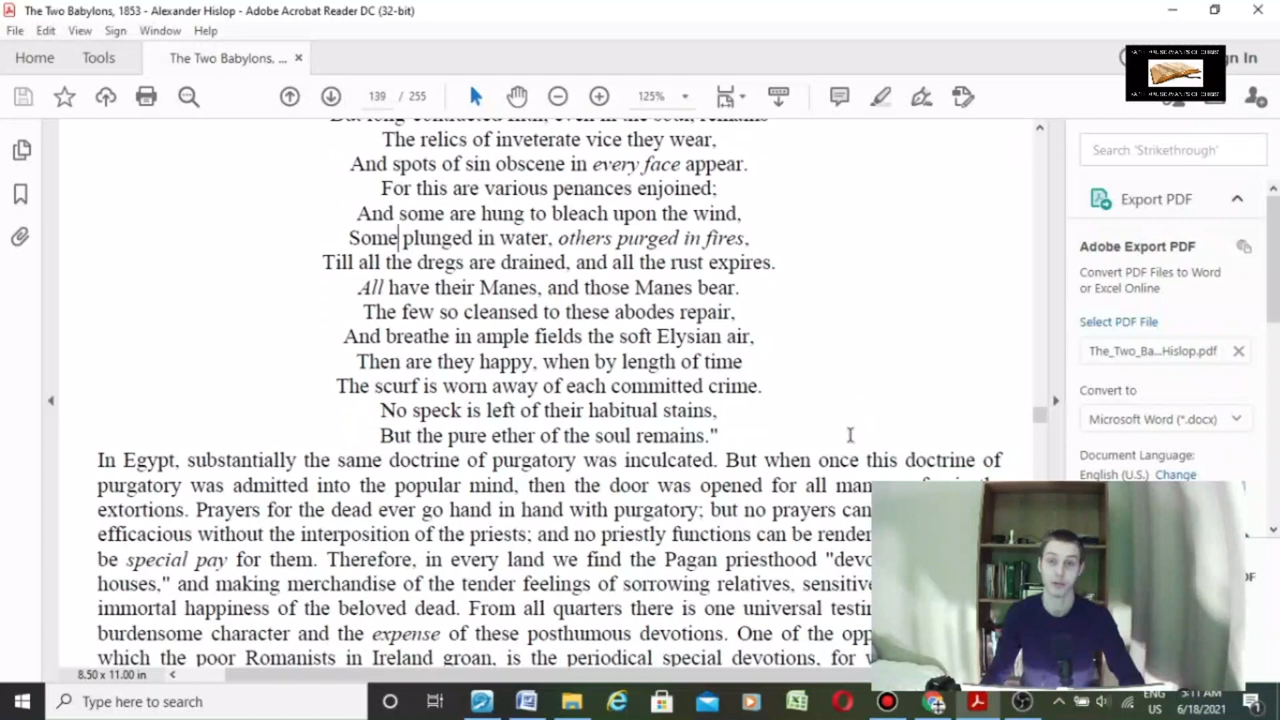 The Two Babylons, 1853 - Alexander Hislop - Adobe Acrobat Reader DC (32-bit)
File Edit View Sign Window Help
Home Tools The Two Babylons, ... × n In
139 / 255 125%
The relics of inveterate vice they wear,
And spots of sin obscene in every face appear.
For this are various penances enjoined;
And some are hung to bleach upon the wind,
Some plunged in water, others purged in fires,
Till all the dregs are drained, and all the rust expires.
All have their Manes, and those Manes bear.
The few so cleansed to these abodes repair,
And breathe in ample fields the soft Elysian air,
Then are they happy, when by length of time
The scurf is worn away of each committed crime.
No speck is left of their habitual stains,
But the pure ether of the soul remains."
In Egypt, substantially the same doctrine of purgatory was inculcated. But when once this doctrine of
purgatory was admitted into the popular mind, then the door was opened for all
extortions. Prayers for the dead ever go hand in hand with purgatory; but no prayers can
efficacious without the interposition of the priests; and no priestly functions can be render
be special pay for them. Therefore, in every land we find the Pagan priesthood "devo
houses," and making merchandise of the tender feelings of sorrowing relatives, sensitive
immortal happiness of the beloved dead. From all quarters there is one universal testi
burdensome character and the expense of these posthumous devotions. One of the opp
which the poor Romanists in Ireland groan, is the periodical special devotions, for
8.50 x 11.00 in
Search 'Strikethrough'
Export PDF
Adobe Export PDF
Convert PDF Files to Word
or Excel Online
Select PDF File
The_Two_Ba...Hislop.pdf
Convert to
Microsoft Word (*.docx)
Document Language:
English (U.S.) Change
Type here to search
ENG
US
5:11 AM
6/18/2021